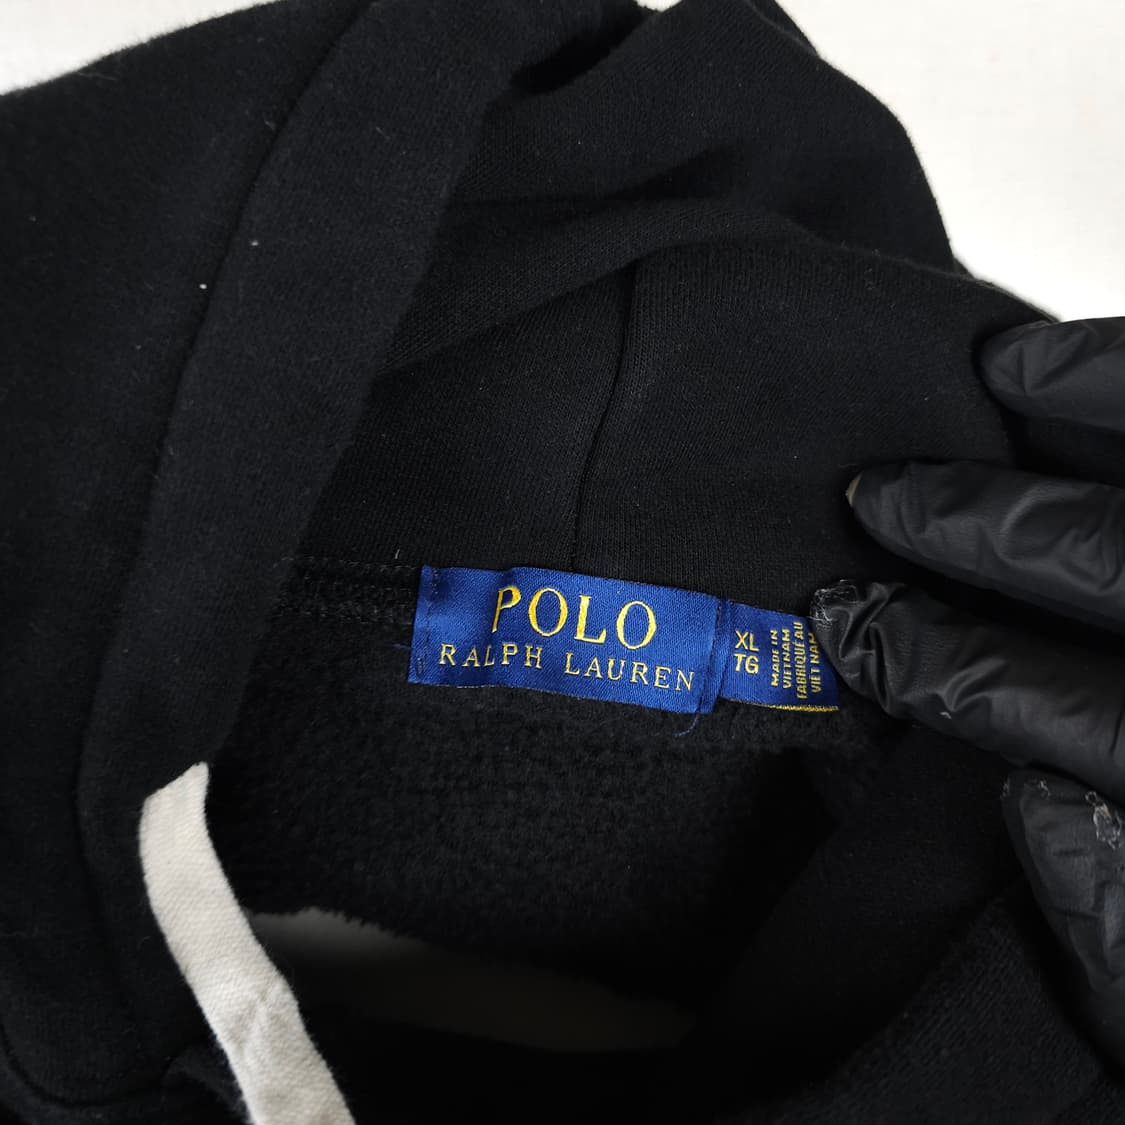 POLO
RALPH LAUREN
XL
TG
MADE IN
VIETNAM
FABRIQUÉ AU
VIET NAM